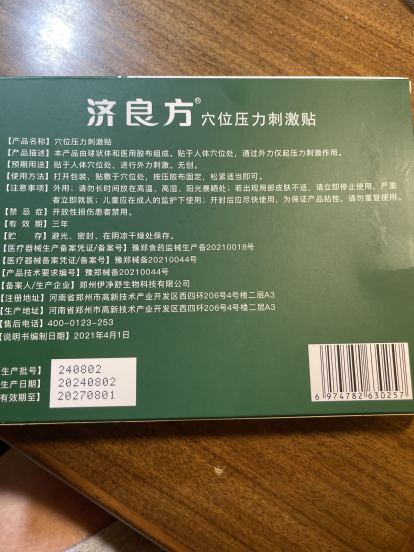 济良方® 穴位压力刺激贴
【产品名称】穴位压力刺激贴
【产品描述】本产品由球状体和医用胶布组成。贴于人体穴位处，通过外力仅起压力刺激作用。
【预期用途】贴于人体穴位处，进行外力刺激。无创。
【使用方法】打开包装，贴敷于穴位处，按压胶布固定，松紧适当即可。
【注意事项】外用；请勿长时间放在高温、高湿、阳光暴晒处；若出现局部皮肤不适，请立即停止使用，严重
者立即就医；儿童应在成人的监护下使用；开封后应尽快使用，为保证产品粘性，请勿重复使用。
【禁 忌 症】开放性损伤患者禁用。
【有 效 期】三年
【贮 存】避光、密封、在阴凉干燥处保存。
【医疗器械生产备案凭证/备案号】豫郑食药监械生产备20210018号
【医疗器械备案凭证/备案号】豫郑械备20210044号
【产品技术要求编号】豫郑械备20210044号
【备案人/生产企业】郑州伊净舒生物科技有限公司
【注册地址】河南省郑州市高新技术产业开发区西四环206号4号楼二层A3
【生产地址】河南省郑州市高新技术产业开发区西四环206号4号楼二层A3
【售后电话】400-0123-253
【说明书编制日期】2021年4月1日
生产批号】 240802
生产日期】 20240802
有效期至】 20270801
6 974782 630257